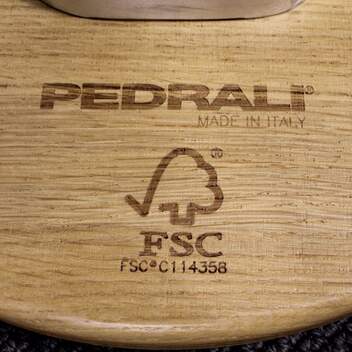 PEDRALI®
MADE IN ITALY
®
FSC
FSC®C114358